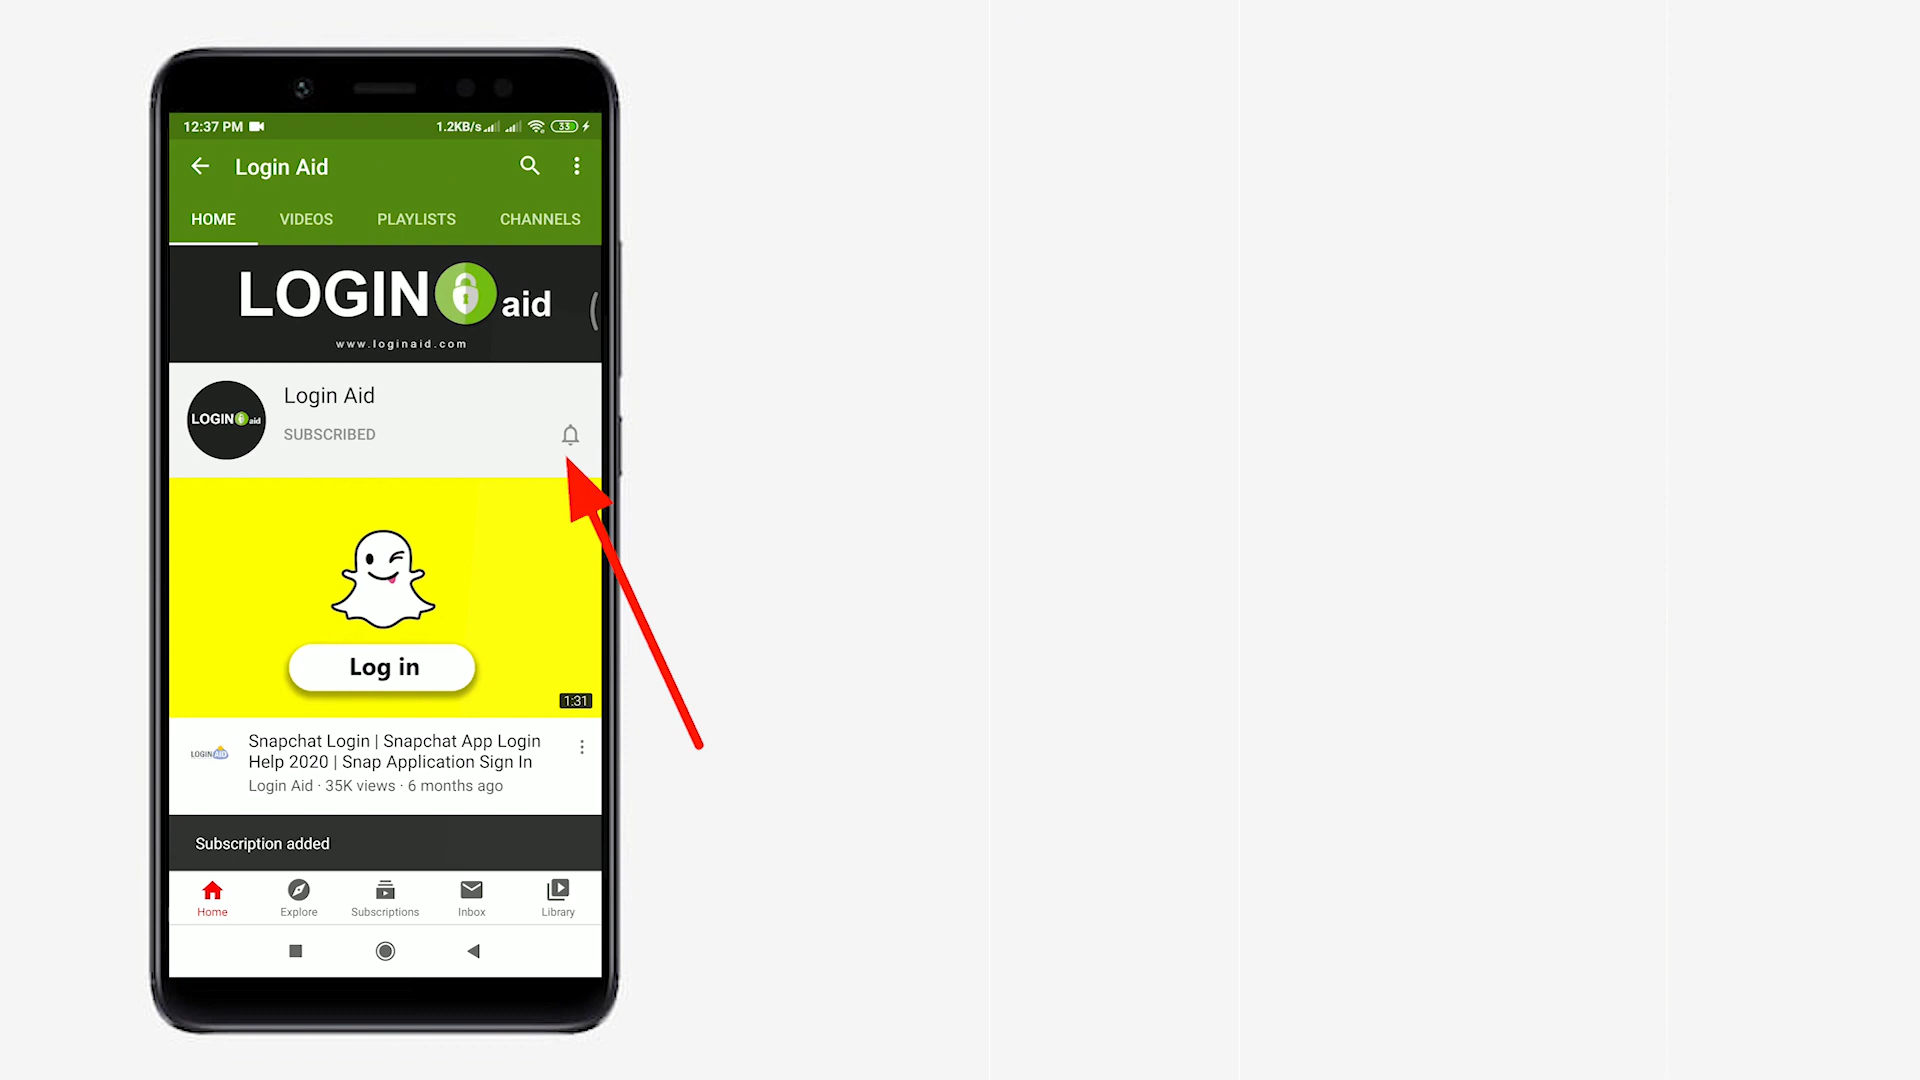 12:37 PM 1.2KB/s 33
Login Aid
HOME VIDEOS PLAYLISTS CHANNELS
LOGIN aid
www.loginaid.com
Login Aid
LOGIN aid
SUBSCRIBED
Log in
1:31
Snapchat Login | Snapchat App Login
LOGIN AID
Help 2020 | Snap Application Sign In
Login Aid · 35K views · 6 months ago
Subscription added
Home Explore Subscriptions Inbox Library